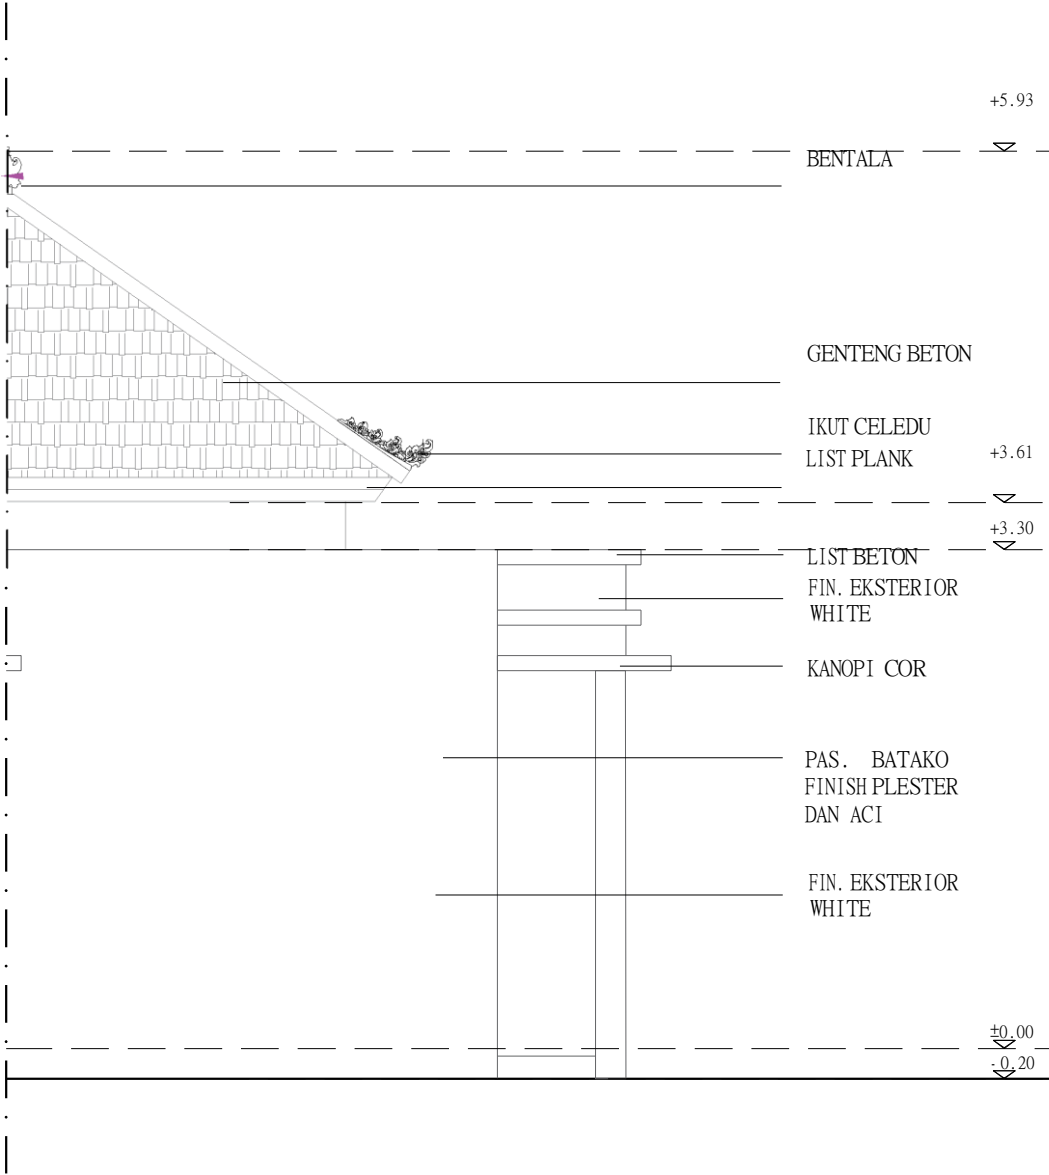 +5.93
BENTALA
GENTENG BETON
IKUT CELEDU
LIST PLANK
+3.61
+3.30
LIST BETON
FIN. EKSTERIOR
WHITE
KANOPI COR
PAS. BATAKO
FINISH PLESTER
DAN ACI
FIN. EKSTERIOR
WHITE
±0.00
-0.20